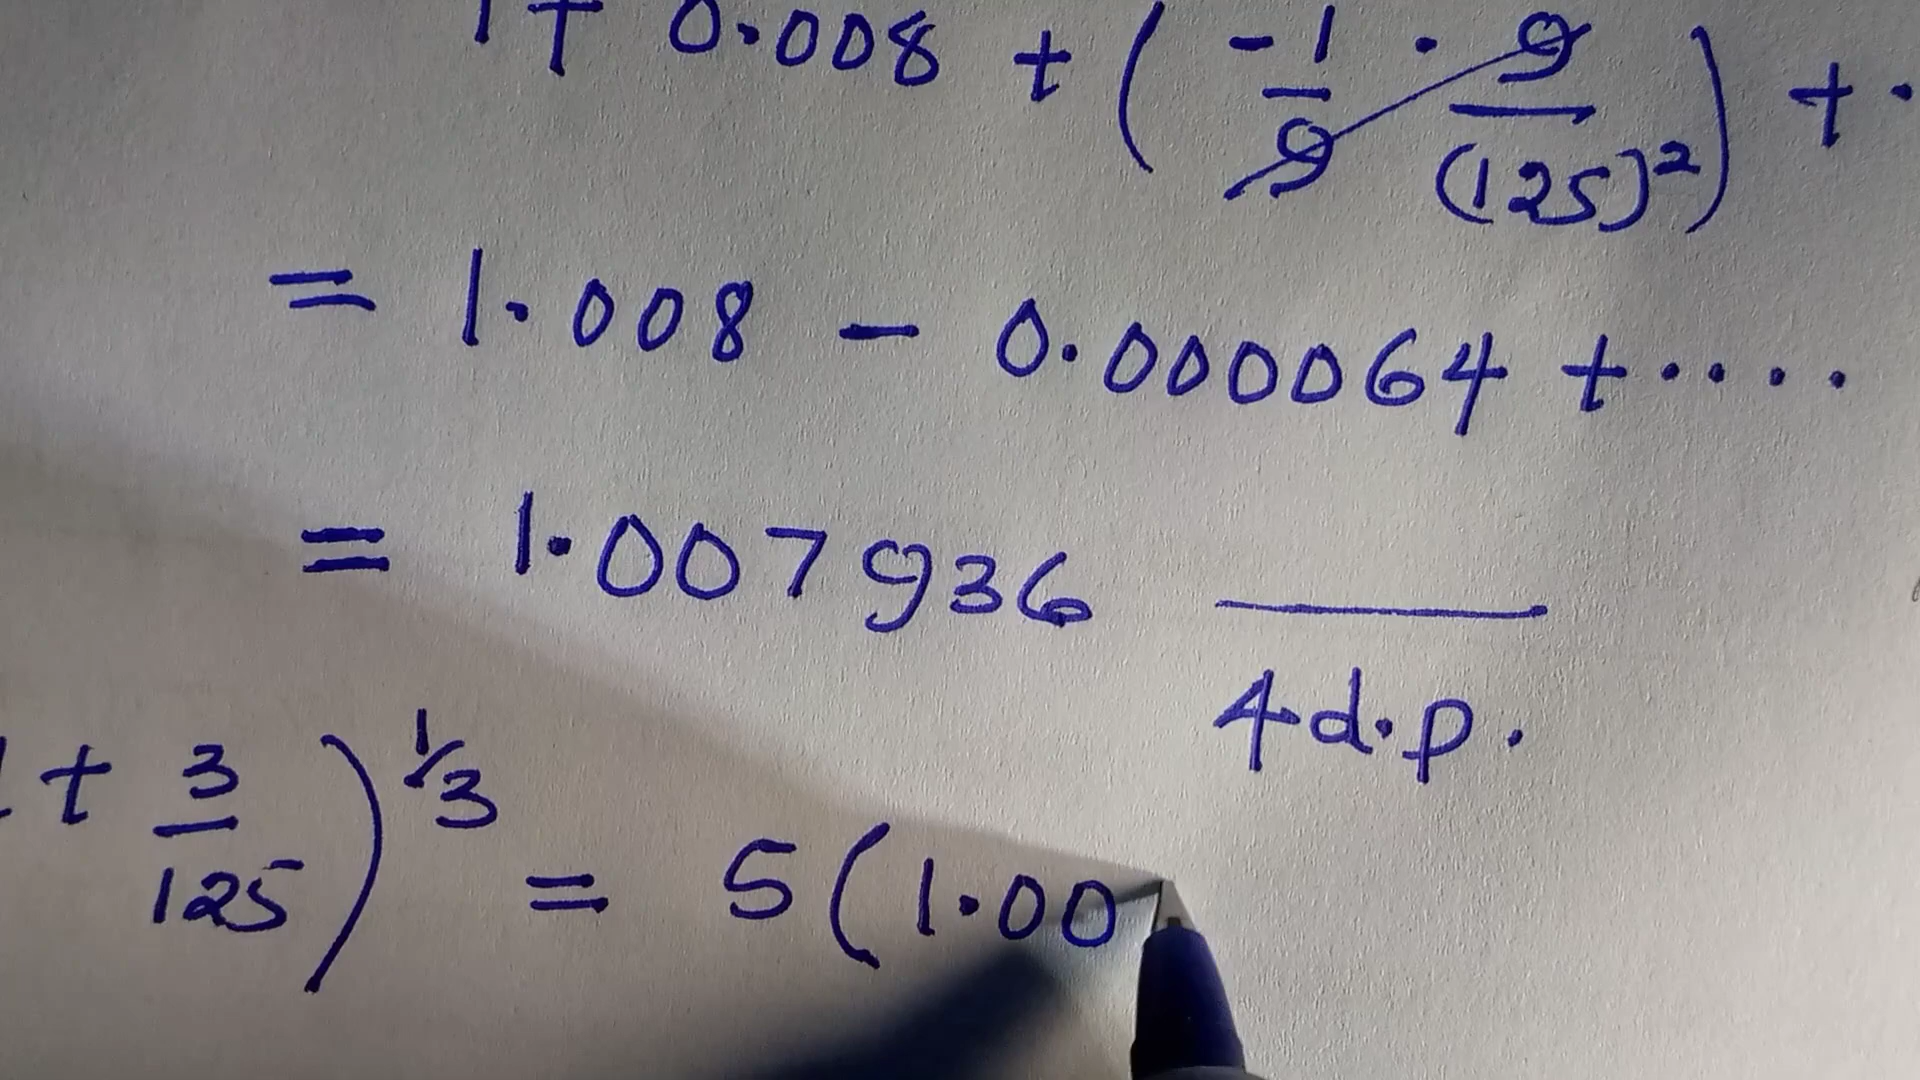 1 + 0.008 + ( -1/9 · 9/(125)² ) + ·
= 1.008 - 0.000064 + ....
= 1.007936
4 d.p.
+ 3/125 )^1/3 = 5 ( 1.00